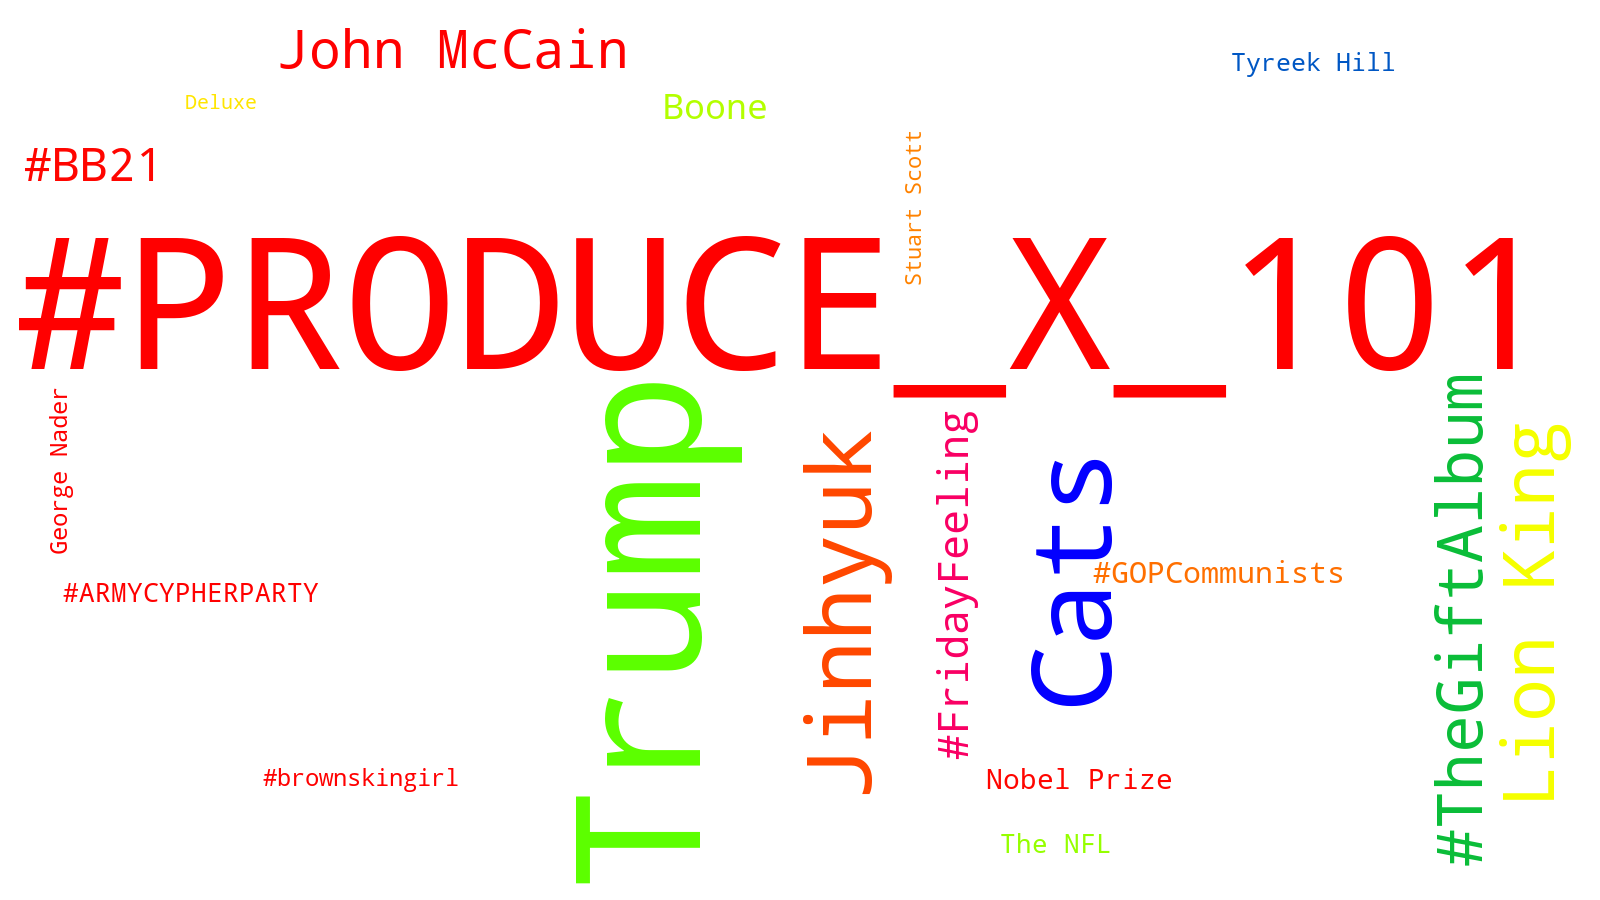 John McCain
Tyreek Hill
Deluxe
Boone
#BB21
Stuart Scott
#PRODUCE_X_101
George Nader
Trump
Jinhyuk
#FridayFeeling
Cats
#TheGiftAlbum
Lion King
#GOPCommunists
#ARMYCYPHERPARTY
#brownskingirl
Nobel Prize
The NFL